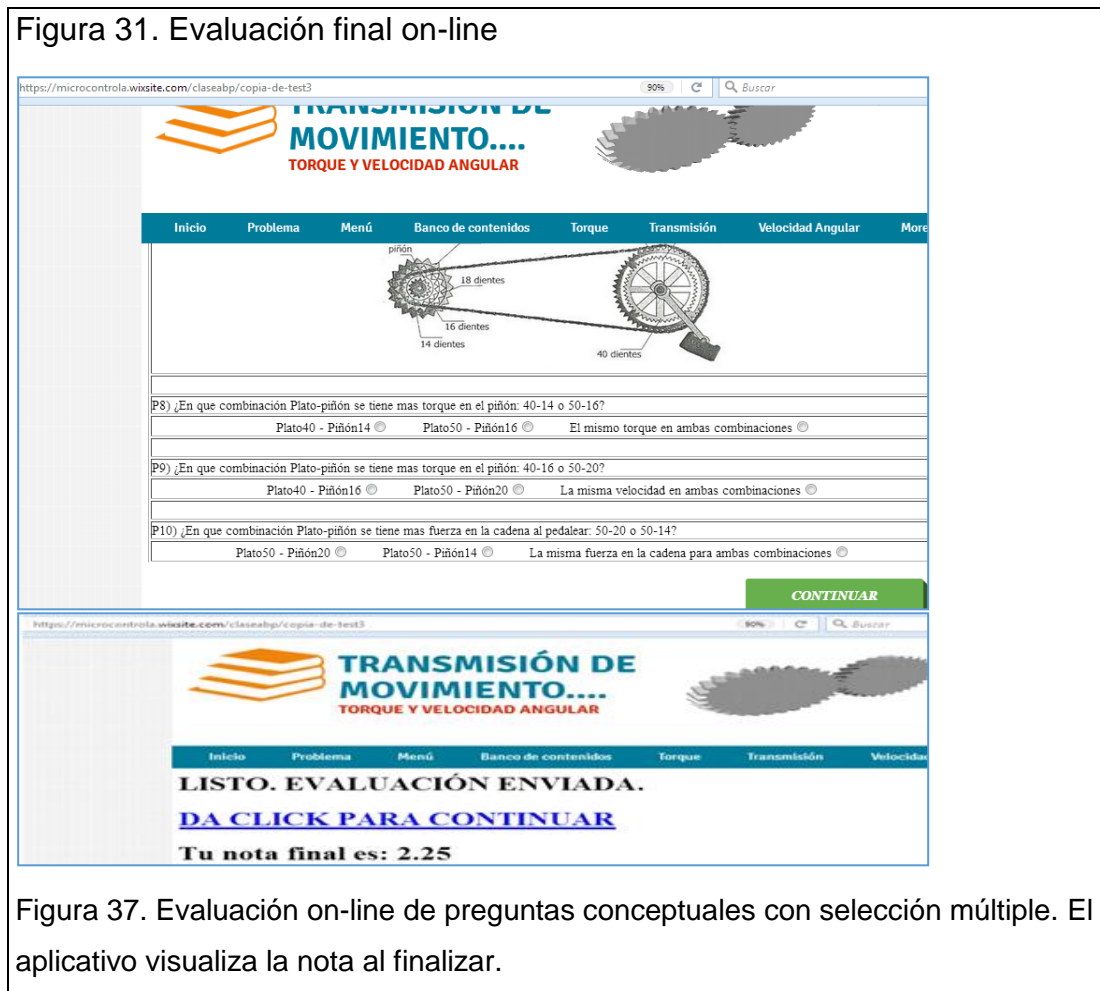 Figura 31. Evaluación final on-line
https://microcontrola.wixsite.com/claseabp/copia-de-test3
90%
Buscar
TRANSMISIÓN DE
MOVIMIENTO....
TORQUE Y VELOCIDAD ANGULAR
Inicio Problema Menú Banco de contenidos Torque Transmisión Velocidad Angular More
piñón
18 dientes
16 dientes
14 dientes
40 dientes
P8) ¿En que combinación Plato-piñón se tiene mas torque en el piñón: 40-14 o 50-16?
Plato40 - Piñón14 Plato50 - Piñón16 El mismo torque en ambas combinaciones
P9) ¿En que combinación Plato-piñón se tiene mas torque en el piñón: 40-16 o 50-20?
Plato40 - Piñón16 Plato50 - Piñón20 La misma velocidad en ambas combinaciones
P10) ¿En que combinación Plato-piñón se tiene mas fuerza en la cadena al pedalear: 50-20 o 50-14?
Plato50 - Piñón20 Plato50 - Piñón14 La misma fuerza en la cadena para ambas combinaciones
CONTINUAR
https://microcontrola.wixsite.com/claseabp/copia-de-test3
90%
Buscar
TRANSMISIÓN DE
MOVIMIENTO....
TORQUE Y VELOCIDAD ANGULAR
Inicio Problema Menú Banco de contenidos Torque Transmisión Velocida
LISTO. EVALUACIÓN ENVIADA.
DA CLICK PARA CONTINUAR
Tu nota final es: 2.25
Figura 37. Evaluación on-line de preguntas conceptuales con selección múltiple. El
aplicativo visualiza la nota al finalizar.